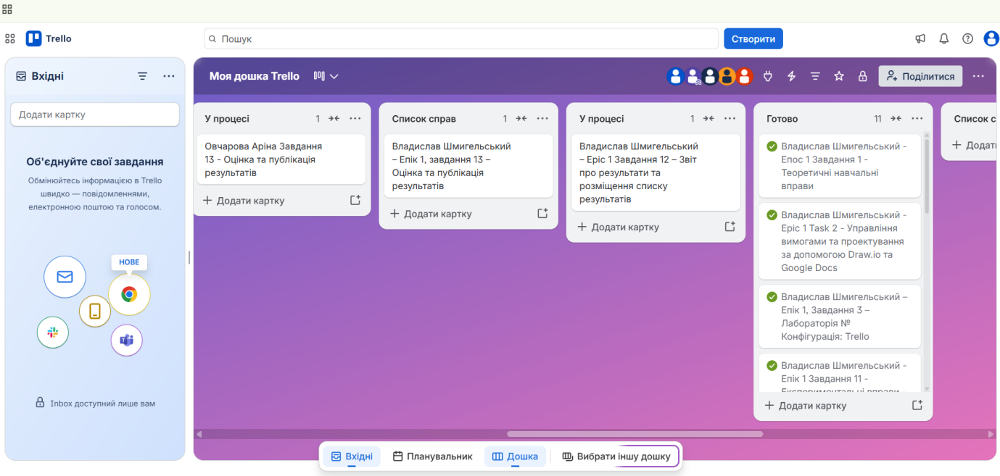 Trello
Пошук
Створити
Вхідні
Додати картку
Об'єднуйте свої завдання
Обмінюйтесь інформацією в Trello
швидко — повідомленнями,
електронною поштою та голосом.
НОВЕ
Inbox доступний лише вам
Моя дошка Trello
Поділитися
У процесі 1
Овчарова Аріна Завдання
13 - Оцінка та публікація
результатів
Додати картку
Список справ 1
Владислав Шмигельський
– Епік 1, завдання 13 –
Оцінка та публікація
результатів
Додати картку
У процесі 1
Владислав Шмигельський
– Epic 1 Завдання 12 – Звіт
про результати та
розміщення списку
результатів
Додати картку
Готово 11
Владислав Шмигельський -
Епос 1 Завдання 1 -
Теоретичні навчальні
вправи
Владислав Шмигельський -
Epic 1 Task 2 - Управління
вимогами та проектування
за допомогою Draw.io та
Google Docs
Владислав Шмигельський –
Епік 1, Завдання 3 –
Лабораторія №
Конфігурація: Trello
Владислав Шмигельський -
Епік 1 Завдання 11 -
Експериментальні вправи -
Додати картку
Список с
Додати
Вхідні
Планувальник
Дошка
Вибрати іншу дошку